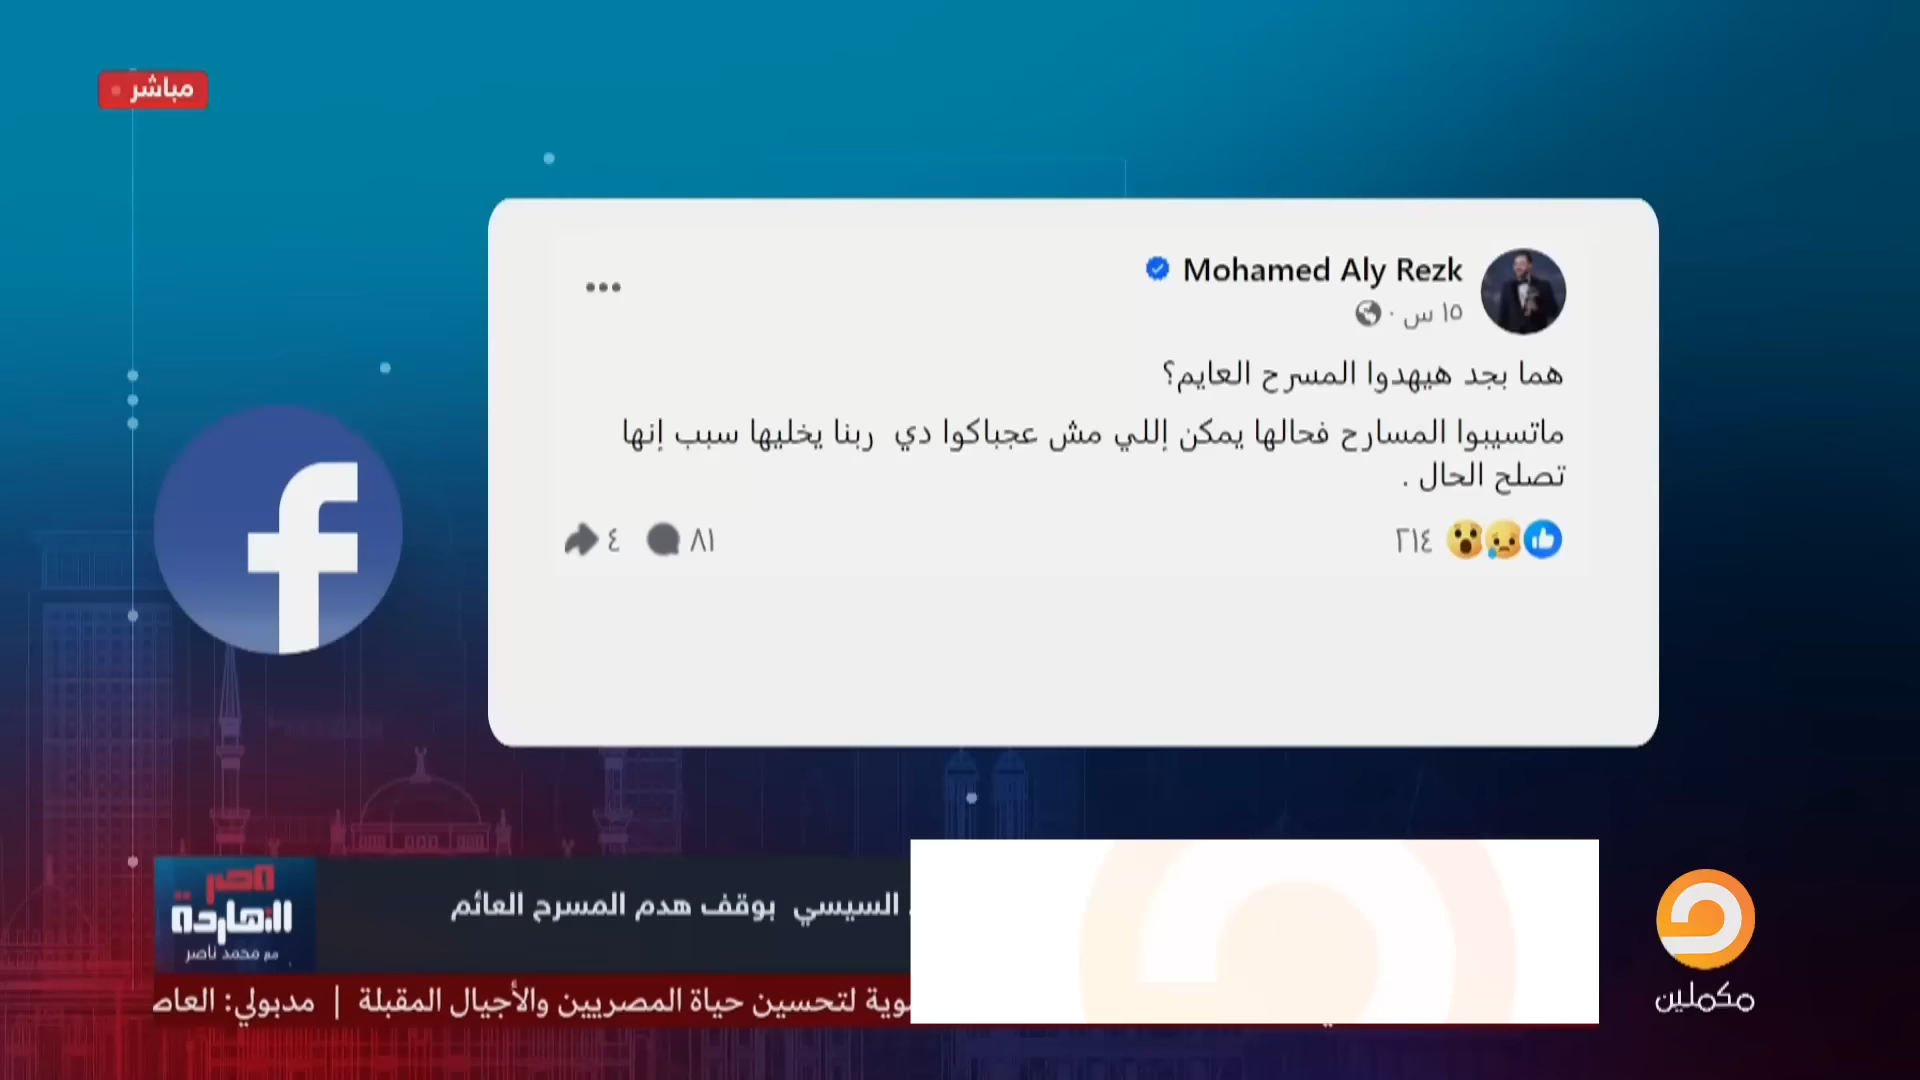 مباشر
Mohamed Aly Rezk
١٥ س ·
هما بجد هيهدوا المسرح العايم؟
ماتسيبوا المسارح فحالها يمكن إللي مش عجباكوا دي ربنا يخليها سبب إنها
تصلح الحال .
٢١٤
٨١
٤
مصر
النهاردة
مع محمد ناصر
السيسي بوقف هدم المسرح العائم
لتحسين حياة المصريين والأجيال المقبلة | مدبولي:
مكملين